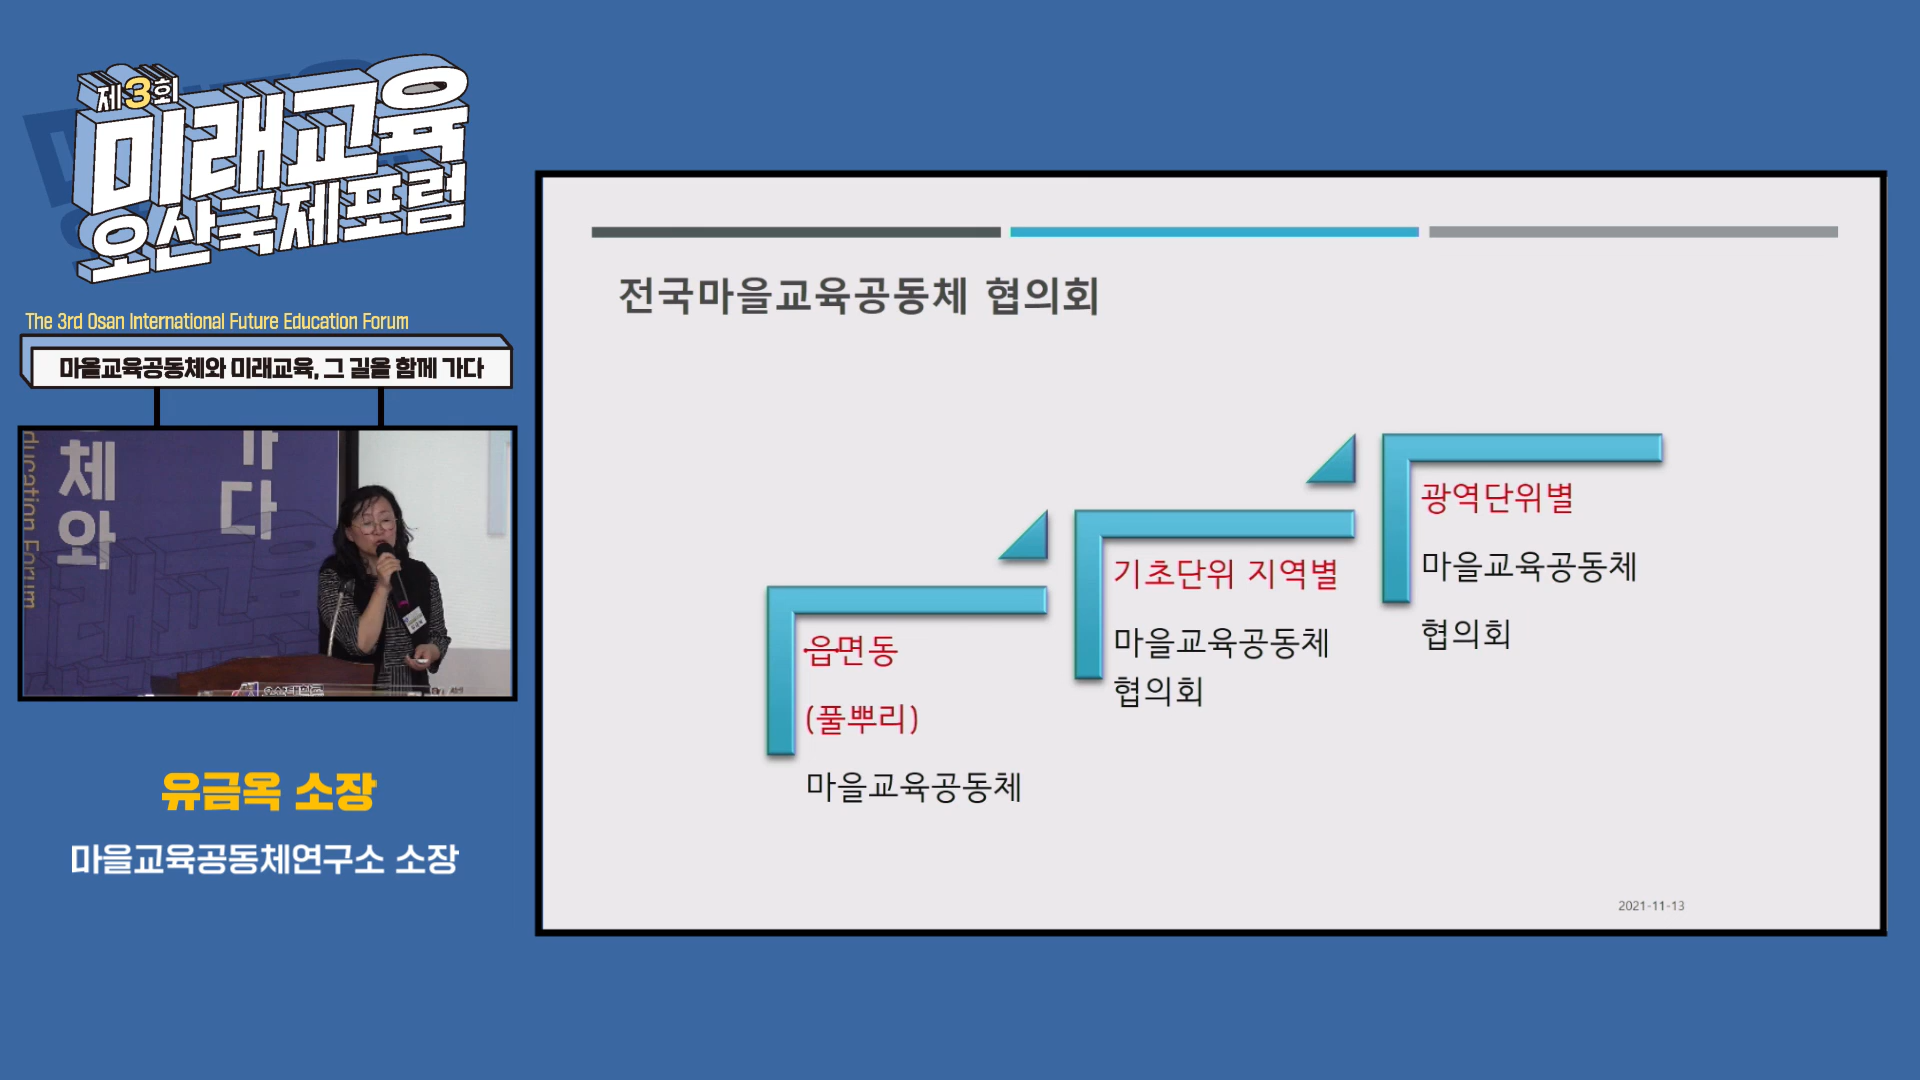 제3회
미래교육
오산국제포럼
The 3rd Osan International Future Education Forum
마을교육공동체와 미래교육, 그 길을 함께 가다
체
와
가
다
ducation Forum
유금옥 소장
마을교육공동체연구소 소장
전국마을교육공동체 협의회
읍면동
(풀뿌리)
마을교육공동체
기초단위 지역별
마을교육공동체
협의회
광역단위별
마을교육공동체
협의회
2021-11-13